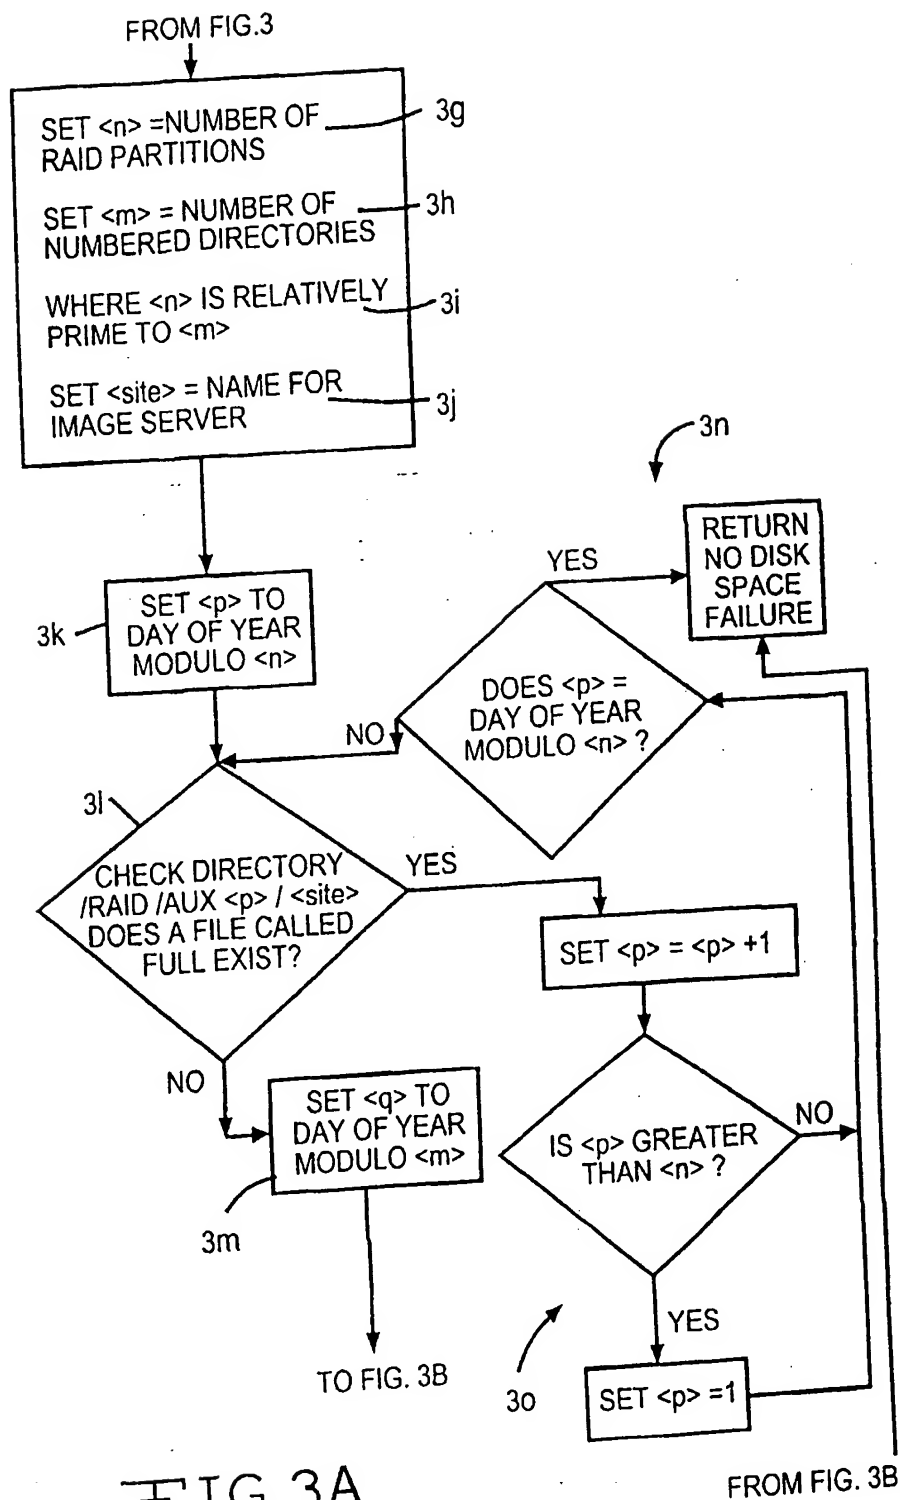 FROM FIG.3
SET <n> =NUMBER OF
RAID PARTITIONS
3g
SET <m> = NUMBER OF
NUMBERED DIRECTORIES
3h
WHERE <n> IS RELATIVELY
PRIME TO <m>
3i
SET <site> = NAME FOR
IMAGE SERVER
3j
3n
RETURN
NO DISK
SPACE
FAILURE
YES
SET <p> TO
DAY OF YEAR
MODULO <n>
3k
DOES <p> =
DAY OF YEAR
MODULO <n> ?
NO
3l
CHECK DIRECTORY
/RAID /AUX <p> / <site>
DOES A FILE CALLED
FULL EXIST?
YES
SET <p> = <p> +1
NO
SET <q> TO
DAY OF YEAR
MODULO <m>
3m
IS <p> GREATER
THAN <n> ?
NO
YES
3o
SET <p> =1
TO FIG. 3B
FROM FIG. 3B
FIG. 3A